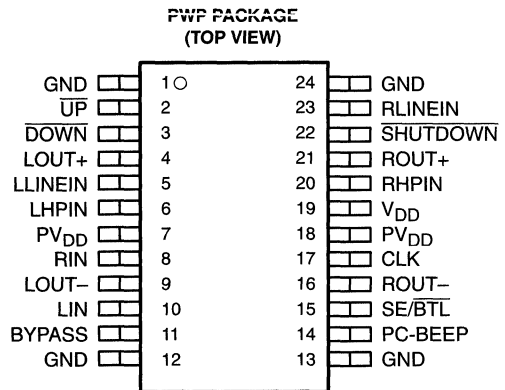 PWP PACKAGE
(TOP VIEW)
GND 1 24 GND
UP 2 23 RLINEIN
DOWN 3 22 SHUTDOWN
LOUT+ 4 21 ROUT+
LLINEIN 5 20 RHPIN
LHPIN 6 19 VDD
PVDD 7 18 PVDD
RIN 8 17 CLK
LOUT− 9 16 ROUT−
LIN 10 15 SE/BTL
BYPASS 11 14 PC-BEEP
GND 12 13 GND